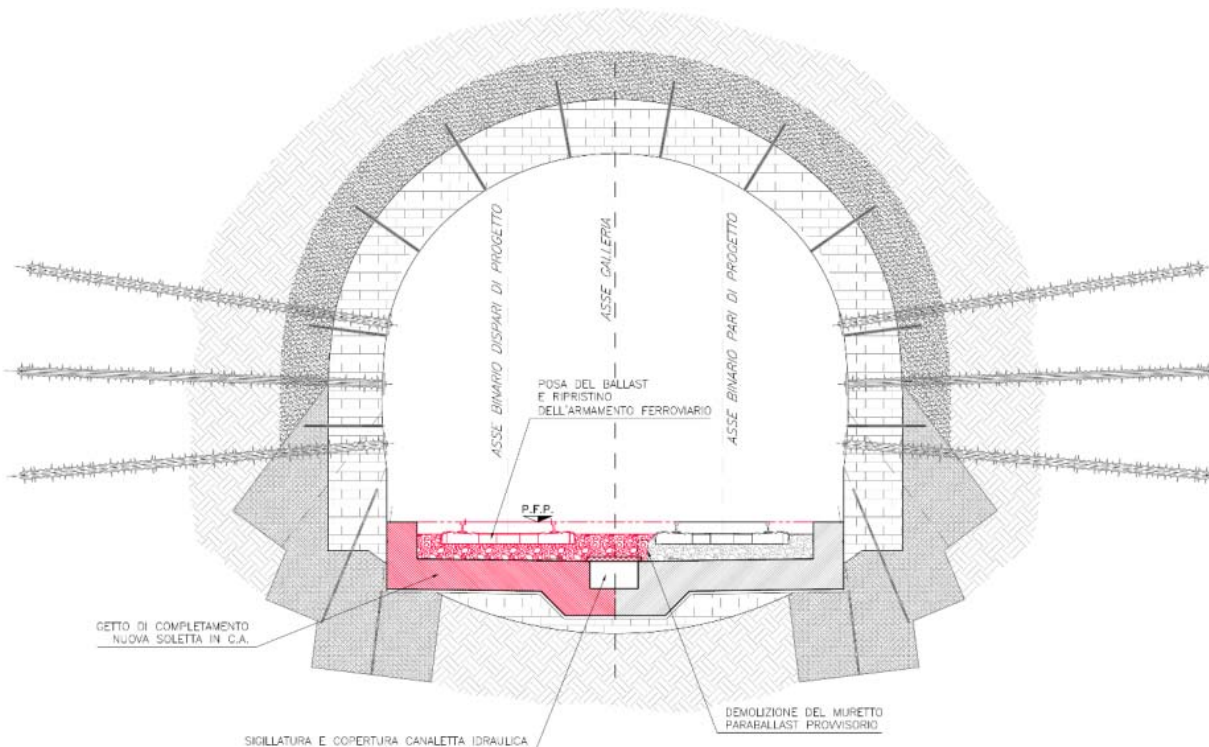 ASSE BINARIO DISPARI DI PROGETTO
ASSE GALLERIA
ASSE BINARIO PARI DI PROGETTO
POSA DEL BALLAST
E RIPRISTINO
DELL'ARMAMENTO FERROVIARIO
P.F.P.
GETTO DI COMPLETAMENTO
NUOVA SOLETTA IN C.A.
SIGILLATURA E COPERTURA CANALETTA IDRAULICA
DEMOLIZIONE DEL MURETTO
PARABALLAST PROVVISORIO